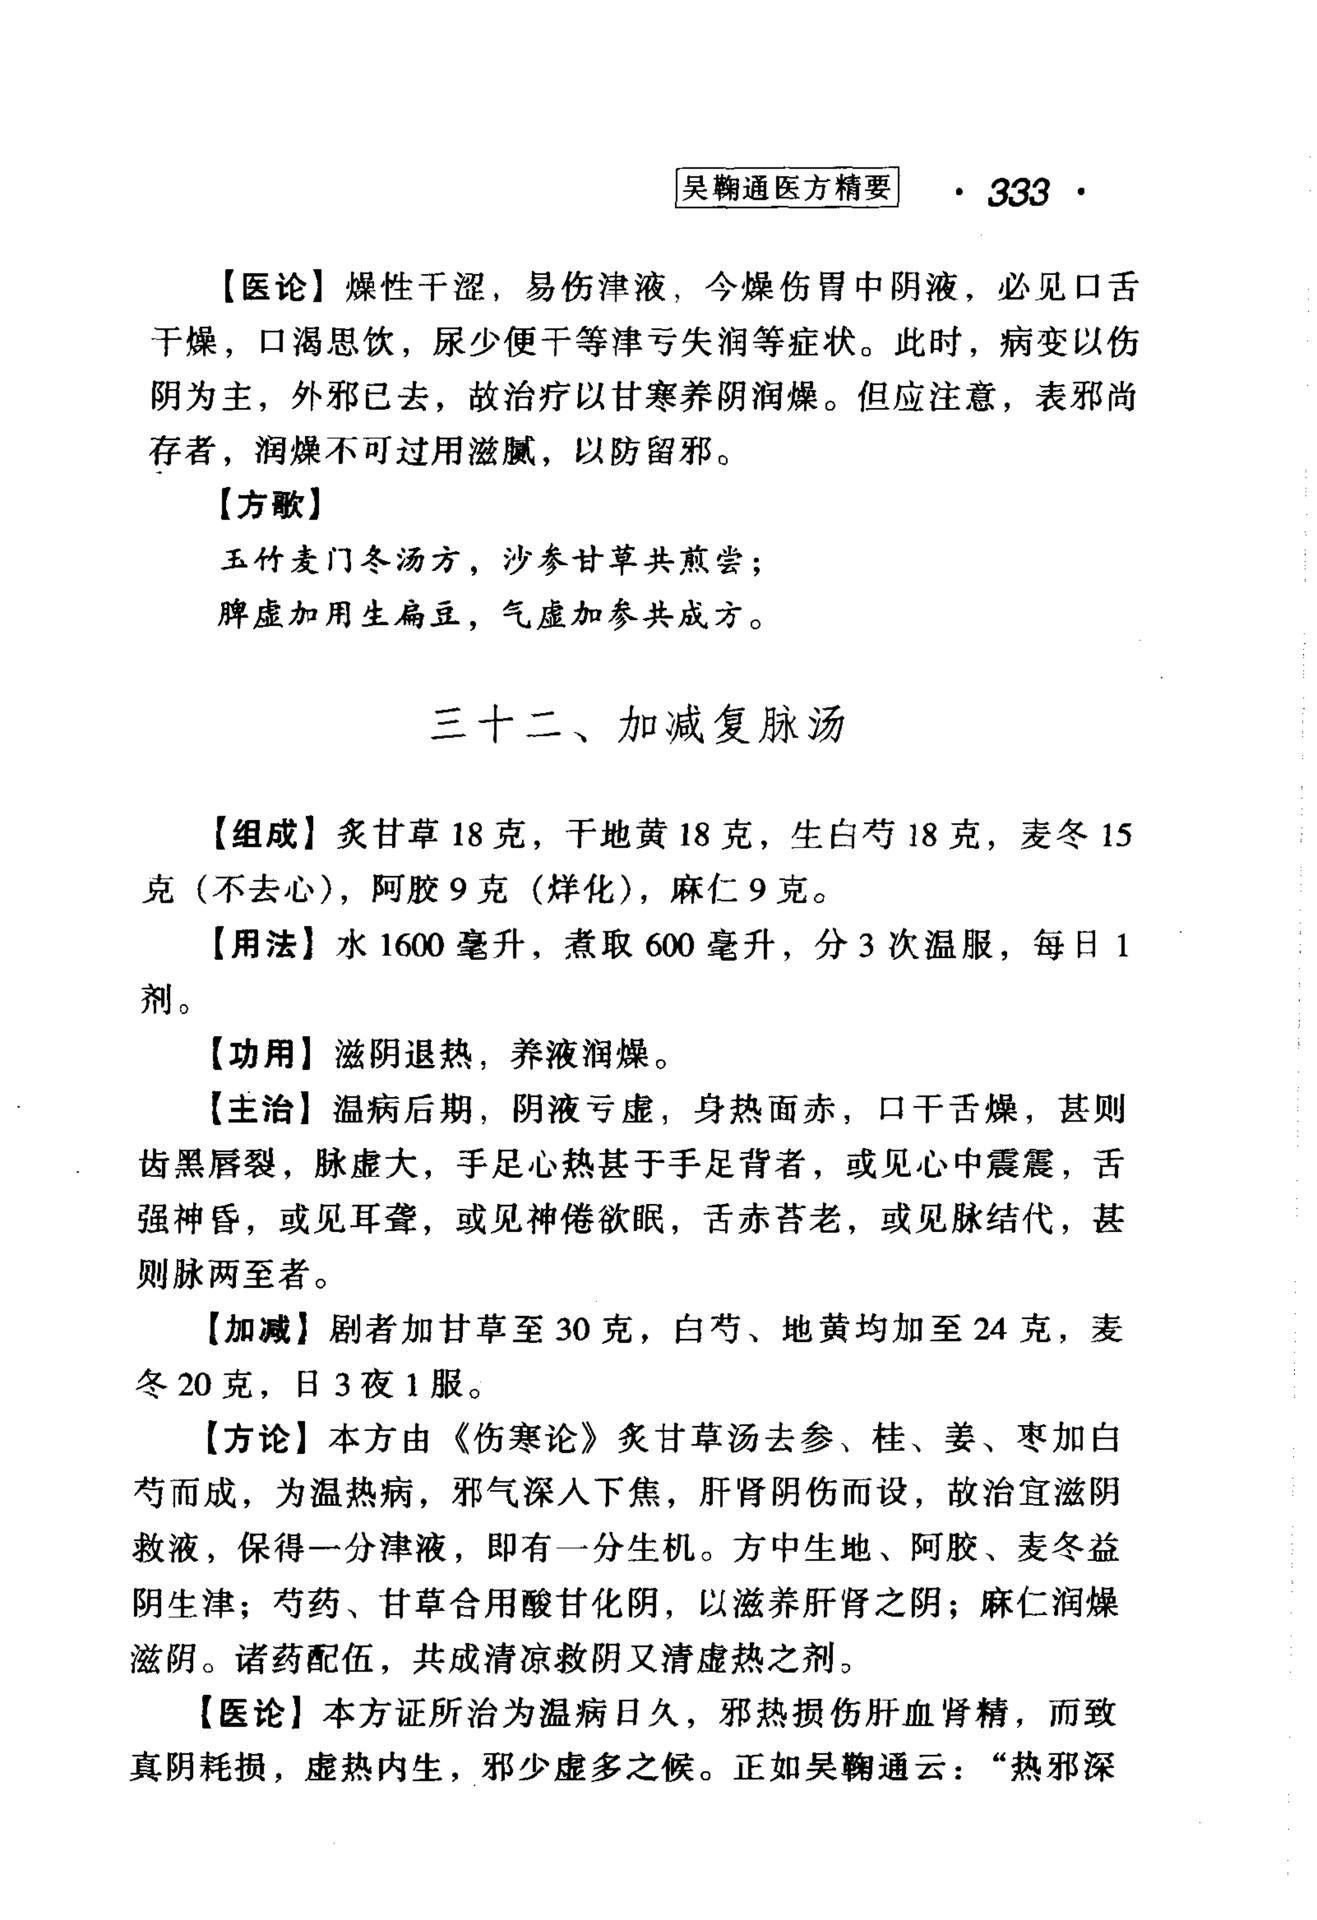 吴鞠通医方精要 · 333 ·
【医论】燥性干涩，易伤津液，今燥伤胃中阴液，必见口舌
干燥，口渴思饮，尿少便干等津亏失润等症状。此时，病变以伤
阴为主，外邪已去，故治疗以甘寒养阴润燥。但应注意，表邪尚
存者，润燥不可过用滋腻，以防留邪。
【方歌】
玉竹麦门冬汤方，沙参甘草共煎尝；
脾虚加用生扁豆，气虚加参共成方。
三十二、加减复脉汤
【组成】炙甘草 18 克，干地黄 18 克，生白芍 18 克，麦冬 15
克（不去心），阿胶 9 克（烊化），麻仁 9 克。
【用法】水 1600 毫升，煮取 600 毫升，分 3 次温服，每日 1
剂。
【功用】滋阴退热，养液润燥。
【主治】温病后期，阴液亏虚，身热面赤，口干舌燥，甚则
齿黑唇裂，脉虚大，手足心热甚于手足背者，或见心中震震，舌
强神昏，或见耳聋，或见神倦欲眠，舌赤苔老，或见脉结代，甚
则脉两至者。
【加减】剧者加甘草至 30 克，白芍、地黄均加至 24 克，麦
冬 20 克，日 3 夜 1 服。
【方论】本方由《伤寒论》炙甘草汤去参、桂、姜、枣加白
芍而成，为温热病，邪气深入下焦，肝肾阴伤而设，故治宜滋阴
救液，保得一分津液，即有一分生机。方中生地、阿胶、麦冬益
阴生津；芍药、甘草合用酸甘化阴，以滋养肝肾之阴；麻仁润燥
滋阴。诸药配伍，共成清凉救阴又清虚热之剂。
【医论】本方证所治为温病日久，邪热损伤肝血肾精，而致
真阴耗损，虚热内生，邪少虚多之候。正如吴鞠通云：“热邪深